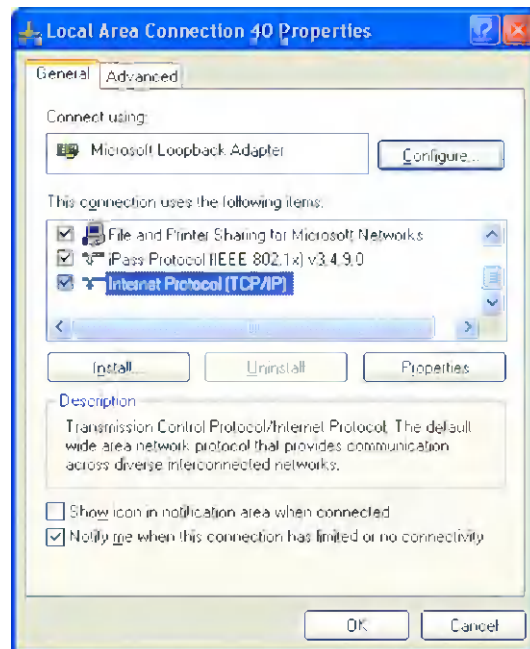 Local Area Connection 40 Properties
General
Advanced
Connect using:
Microsoft Loopback Adapter
Configure...
This connection uses the following items:
File and Printer Sharing for Microsoft Networks
iPass Protocol (IEEE 802.1x) v3.4.9.0
Internet Protocol (TCP/IP)
Install...
Uninstall
Properties
Description
Transmission Control Protocol/Internet Protocol. The default
wide area network protocol that provides communication
across diverse interconnected networks.
Show icon in notification area when connected
Notify me when this connection has limited or no connectivity
OK
Cancel